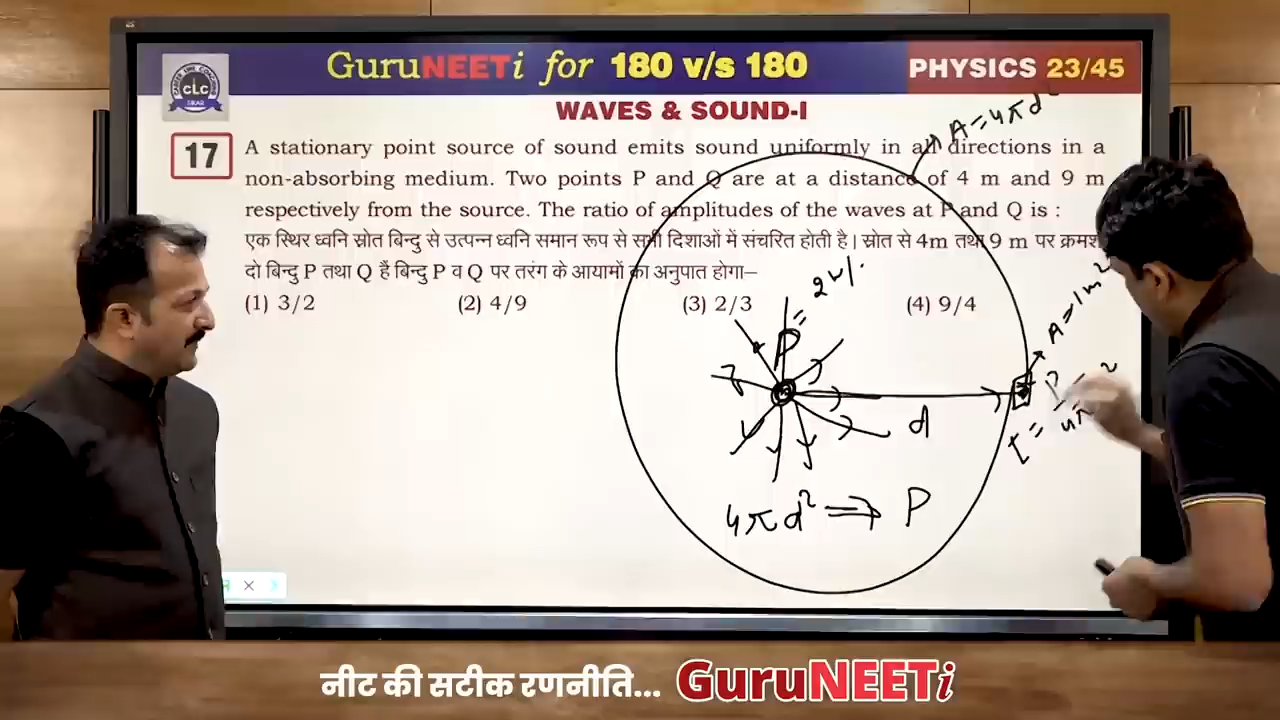 GuruNEETi for 180 v/s 180
PHYSICS 23/45
CLC
SIKAR
WAVES & SOUND-I
17
A stationary point source of sound emits sound uniformly in all directions in a
non-absorbing medium. Two points P and Q are at a distance of 4 m and 9 m
respectively from the source. The ratio of amplitudes of the waves at P and Q is :
एक स्थिर ध्वनि स्रोत बिन्दु से उत्पन्न ध्वनि समान रूप से सभी दिशाओं में संचरित होती है। स्रोत से 4m तथा 9 m पर क्रमश
दो बिन्दु P तथा Q हैं बिन्दु P व Q पर तरंग के आयामों का अनुपात होगा–
(1) 3/2 (2) 4/9 (3) 2/3 (4) 9/4
A = 4πd
A = 1m²
P =
d
4πd² ⇒ P
नीट की सटीक रणनीति... GuruNEETi